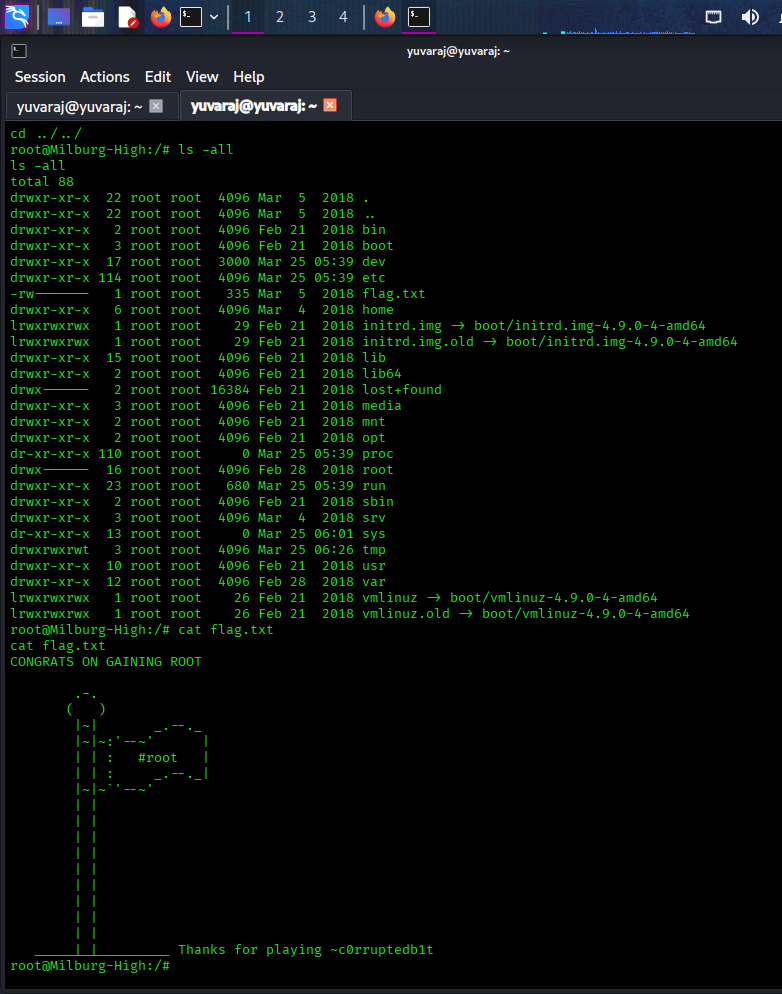 1 2 3 4
yuvaraj@yuvaraj: ~
Session Actions Edit View Help
yuvaraj@yuvaraj: ~ yuvaraj@yuvaraj: ~
cd ../../
root@Milburg-High:/# ls -all
ls -all
total 88
drwxr-xr-x  22 root root  4096 Mar  5  2018 .
drwxr-xr-x  22 root root  4096 Mar  5  2018 ..
drwxr-xr-x   2 root root  4096 Feb 21  2018 bin
drwxr-xr-x   3 root root  4096 Feb 21  2018 boot
drwxr-xr-x  17 root root  3000 Mar 25 05:39 dev
drwxr-xr-x 114 root root  4096 Mar 25 05:39 etc
-rw-------   1 root root   335 Mar  5  2018 flag.txt
drwxr-xr-x   6 root root  4096 Mar  4  2018 home
lrwxrwxrwx   1 root root    29 Feb 21  2018 initrd.img -> boot/initrd.img-4.9.0-4-amd64
lrwxrwxrwx   1 root root    29 Feb 21  2018 initrd.img.old -> boot/initrd.img-4.9.0-4-amd64
drwxr-xr-x  15 root root  4096 Feb 21  2018 lib
drwxr-xr-x   2 root root  4096 Feb 21  2018 lib64
drwx------   2 root root 16384 Feb 21  2018 lost+found
drwxr-xr-x   3 root root  4096 Feb 21  2018 media
drwxr-xr-x   2 root root  4096 Feb 21  2018 mnt
drwxr-xr-x   2 root root  4096 Feb 21  2018 opt
dr-xr-xr-x 110 root root     0 Mar 25 05:39 proc
drwx------  16 root root  4096 Feb 28  2018 root
drwxr-xr-x  23 root root   680 Mar 25 05:39 run
drwxr-xr-x   2 root root  4096 Feb 21  2018 sbin
drwxr-xr-x   3 root root  4096 Mar  4  2018 srv
dr-xr-xr-x  13 root root     0 Mar 25 06:01 sys
drwxrwxrwt   3 root root  4096 Mar 25 06:26 tmp
drwxr-xr-x  10 root root  4096 Feb 21  2018 usr
drwxr-xr-x  12 root root  4096 Feb 28  2018 var
lrwxrwxrwx   1 root root    26 Feb 21  2018 vmlinuz -> boot/vmlinuz-4.9.0-4-amd64
lrwxrwxrwx   1 root root    26 Feb 21  2018 vmlinuz.old -> boot/vmlinuz-4.9.0-4-amd64
root@Milburg-High:/# cat flag.txt
cat flag.txt
CONGRATS ON GAINING ROOT
#root
Thanks for playing ~c0rruptedb1t
root@Milburg-High:/#